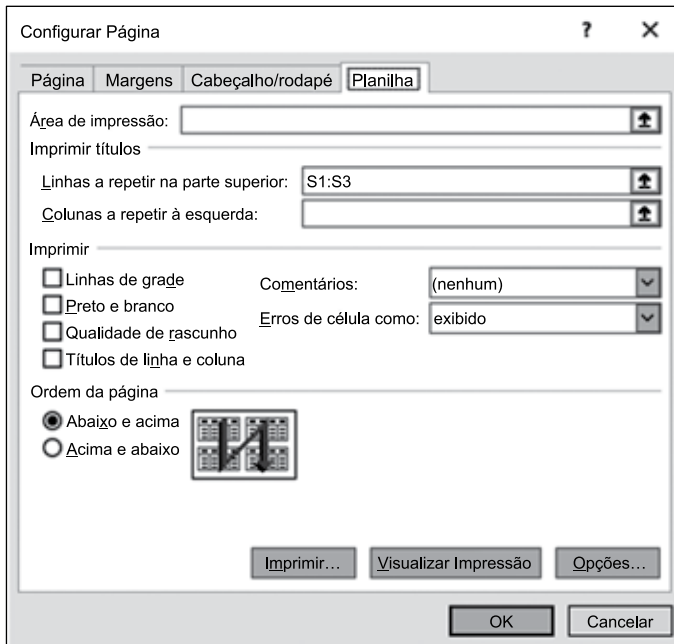 Configurar Página ? ×
Página Margens Cabeçalho/rodapé Planilha
Área de impressão:
Imprimir títulos
Linhas a repetir na parte superior: S1:S3
Colunas a repetir à esquerda:
Imprimir
Linhas de grade
Preto e branco
Qualidade de rascunho
Títulos de linha e coluna
Comentários: (nenhum)
Erros de célula como: exibido
Ordem da página
Abaixo e acima
Acima e abaixo
Imprimir... Visualizar Impressão Opções...
OK Cancelar